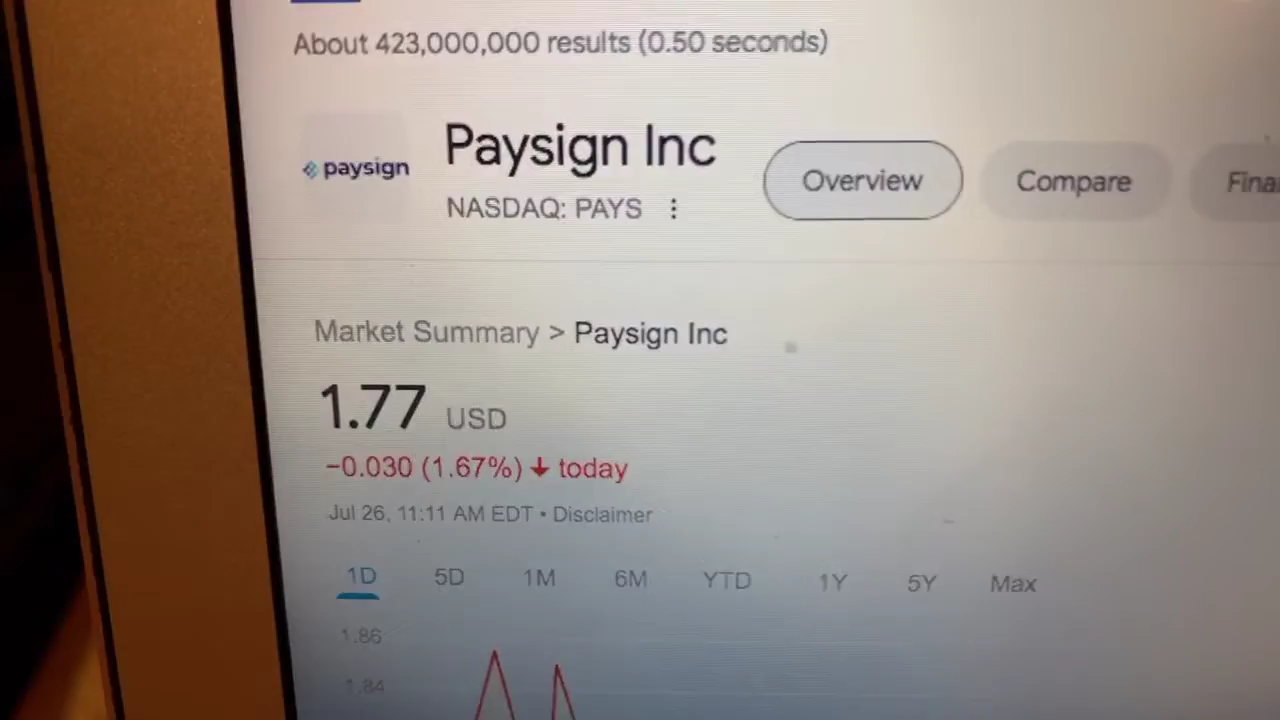 About 423,000,000 results (0.50 seconds)
paysign
Paysign Inc
NASDAQ: PAYS
Overview
Compare
Market Summary > Paysign Inc
1.77 USD
−0.030 (1.67%) ↓ today
Jul 26, 11:11 AM EDT • Disclaimer
1D 5D 1M 6M YTD 1Y 5Y Max
1.86
1.84